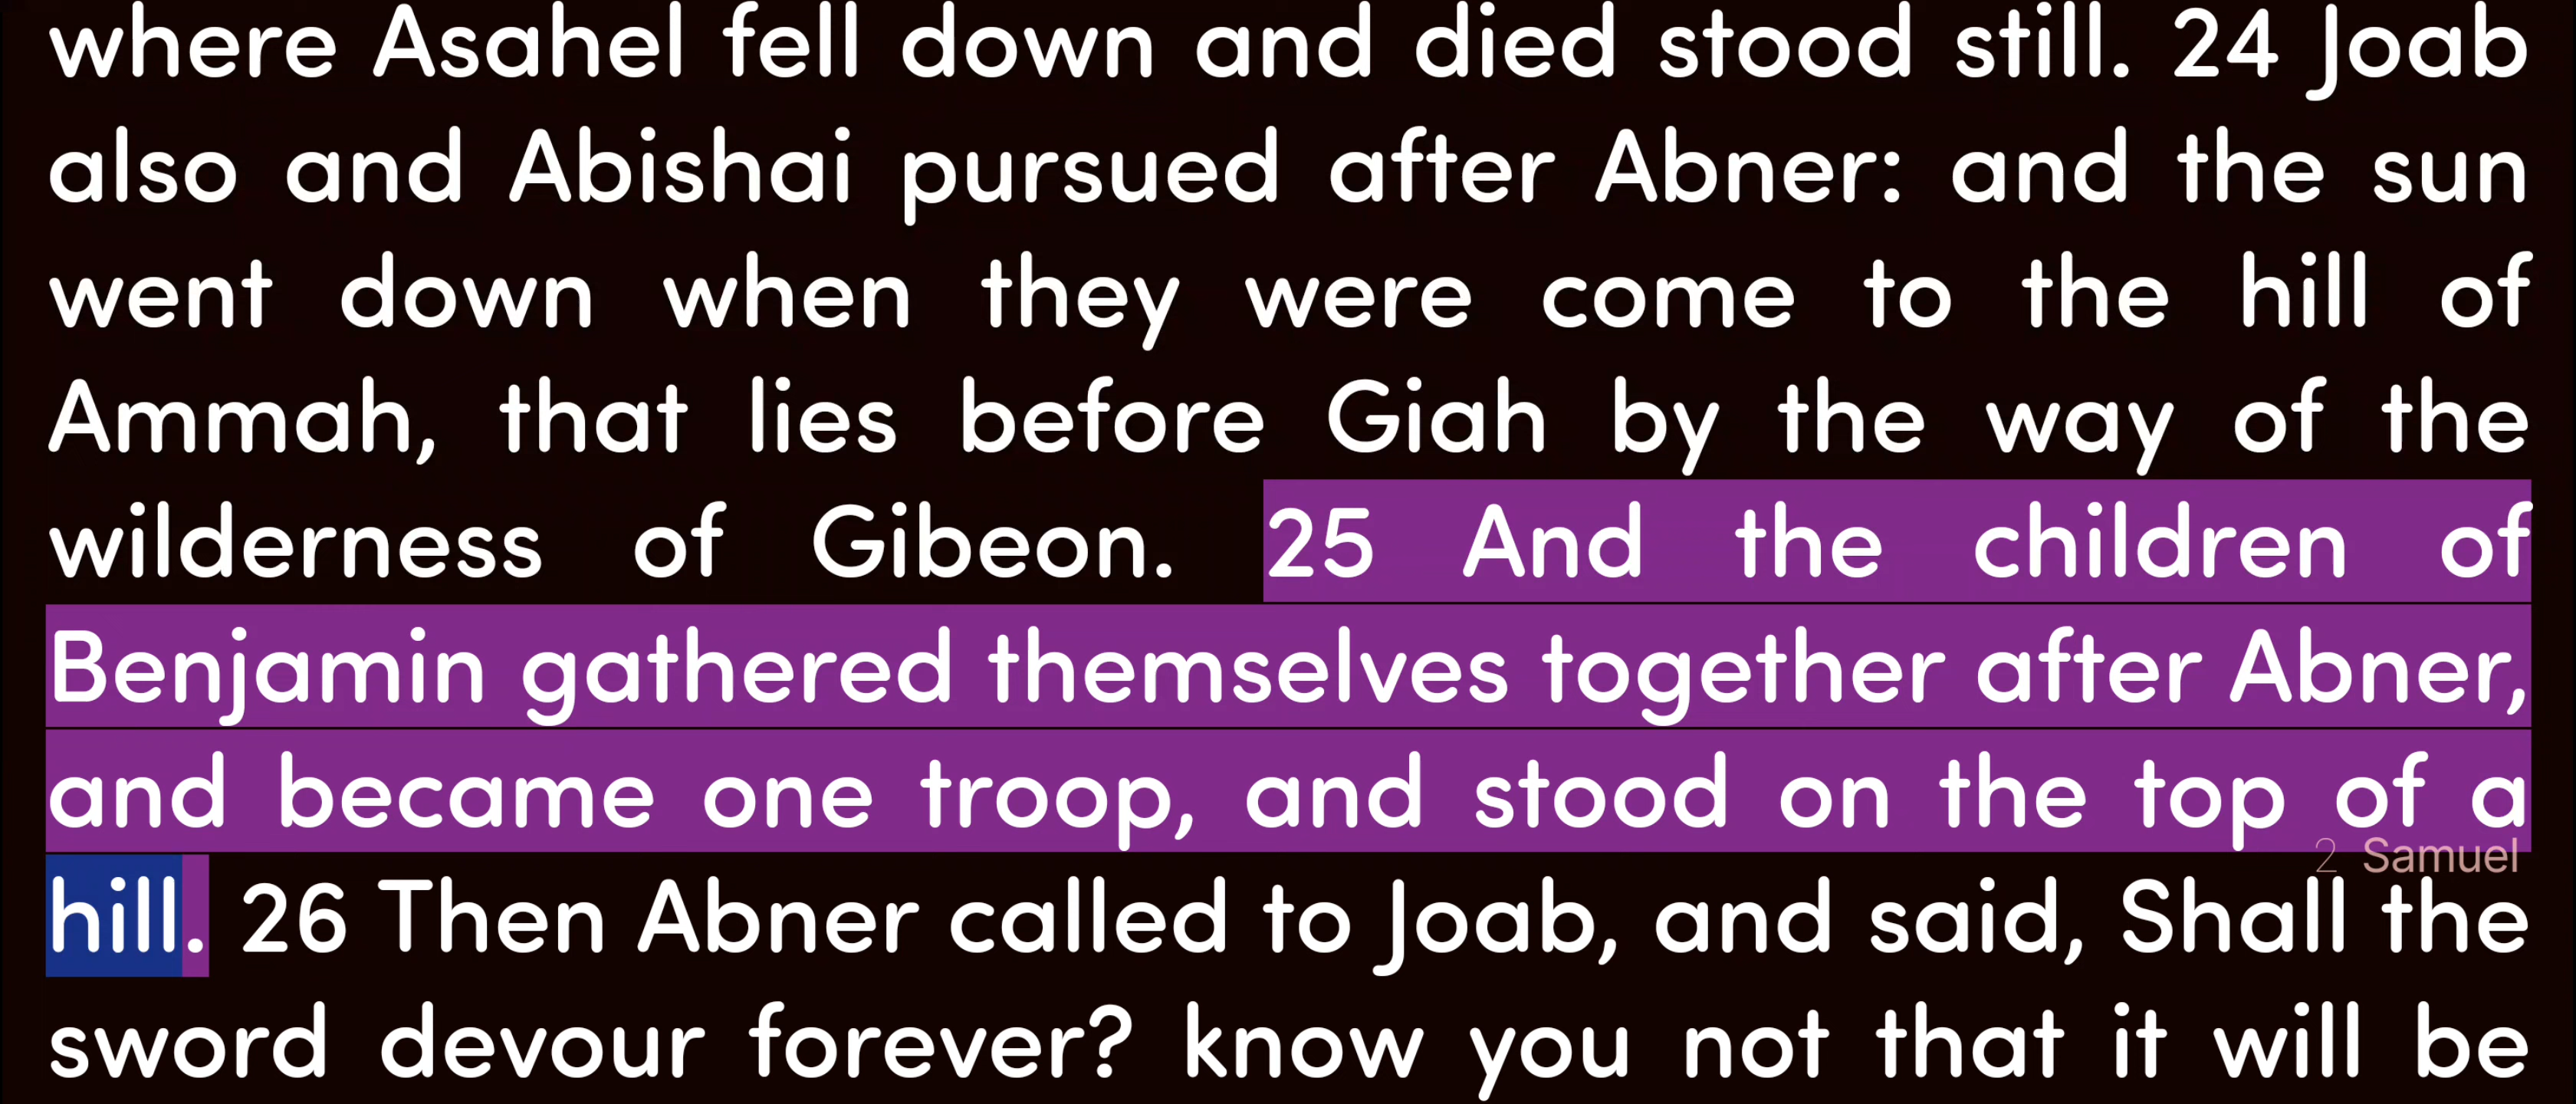 where Asahel fell down and died stood still. 24 Joab
also and Abishai pursued after Abner: and the sun
went down when they were come to the hill of
Ammah, that lies before Giah by the way of the
wilderness of Gibeon. 25 And the children of
Benjamin gathered themselves together after Abner,
and became one troop, and stood on the top of a
2 Samuel
hill. 26 Then Abner called to Joab, and said, Shall the
sword devour forever? know you not that it will be